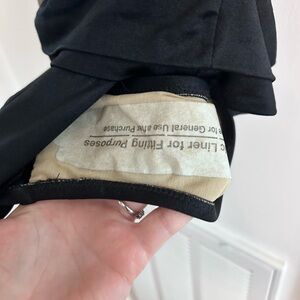 c Liner for Fitting Purposes
for General Use after Purchase